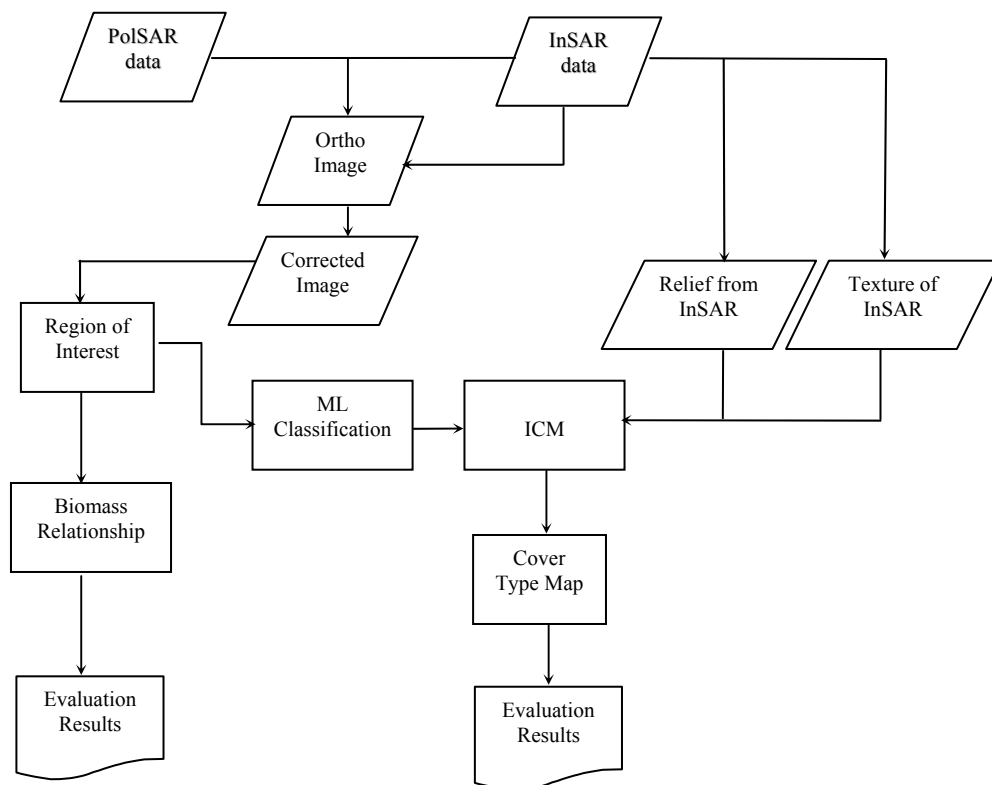 PolSAR
data
InSAR
data
Ortho
Image
Corrected
Image
Relief from
InSAR
Texture of
InSAR
Region of
Interest
ML
Classification
ICM
Biomass
Relationship
Cover
Type Map
Evaluation
Results
Evaluation
Results